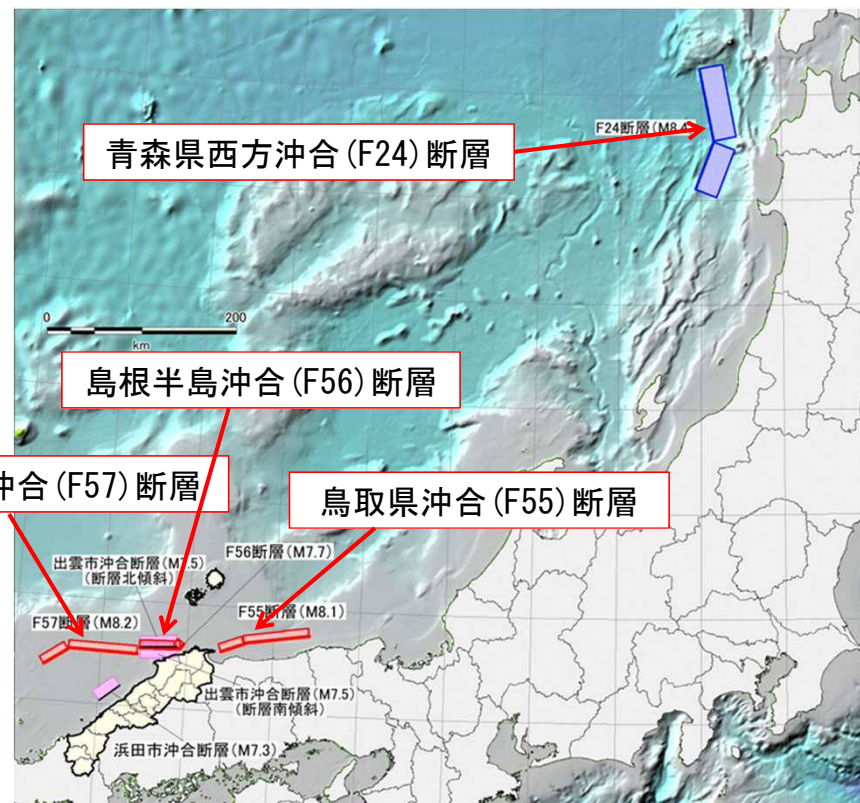 F24断層(M8.4
青森県西方沖合(F24)断層
0 200
km
島根半島沖合(F56)断層
沖合(F57)断層
鳥取県沖合(F55)断層
出雲市沖合断層(M7.5)
(断層北傾斜)
F56断層(M7.7)
F57断層(M8.2)
F55断層(M8.1)
出雲市沖合断層(M7.5)
(断層南傾斜)
浜田市沖合断層(M7.3)